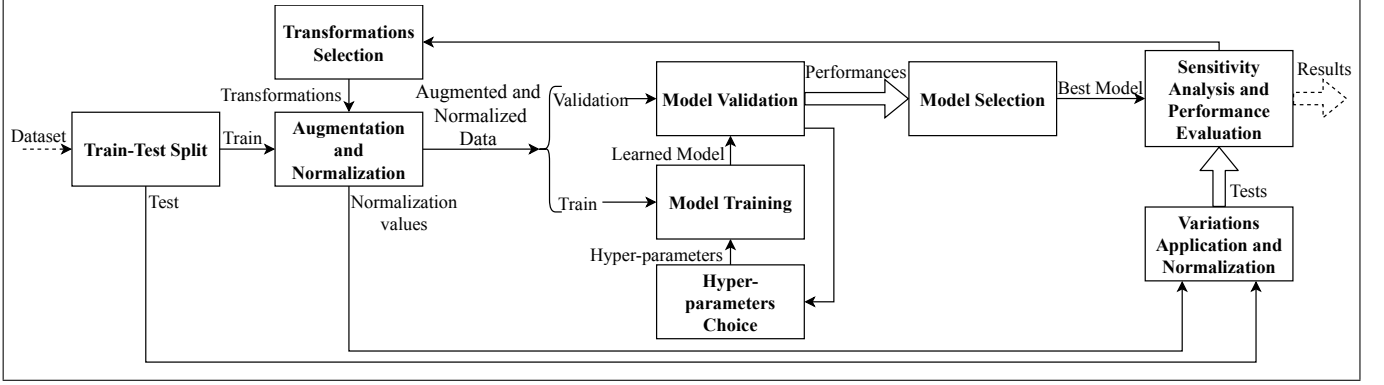 Transformations
Selection
Transformations
Dataset
Train-Test Split
Train
Test
Augmentation
and
Normalization
Normalization
values
Augmented and
Normalized
Data
Validation
Train
Model Validation
Learned Model
Model Training
Hyper-parameters
Hyper-
parameters
Choice
Performances
Model Selection
Best Model
Sensitivity
Analysis and
Performance
Evaluation
Results
Tests
Variations
Application and
Normalization